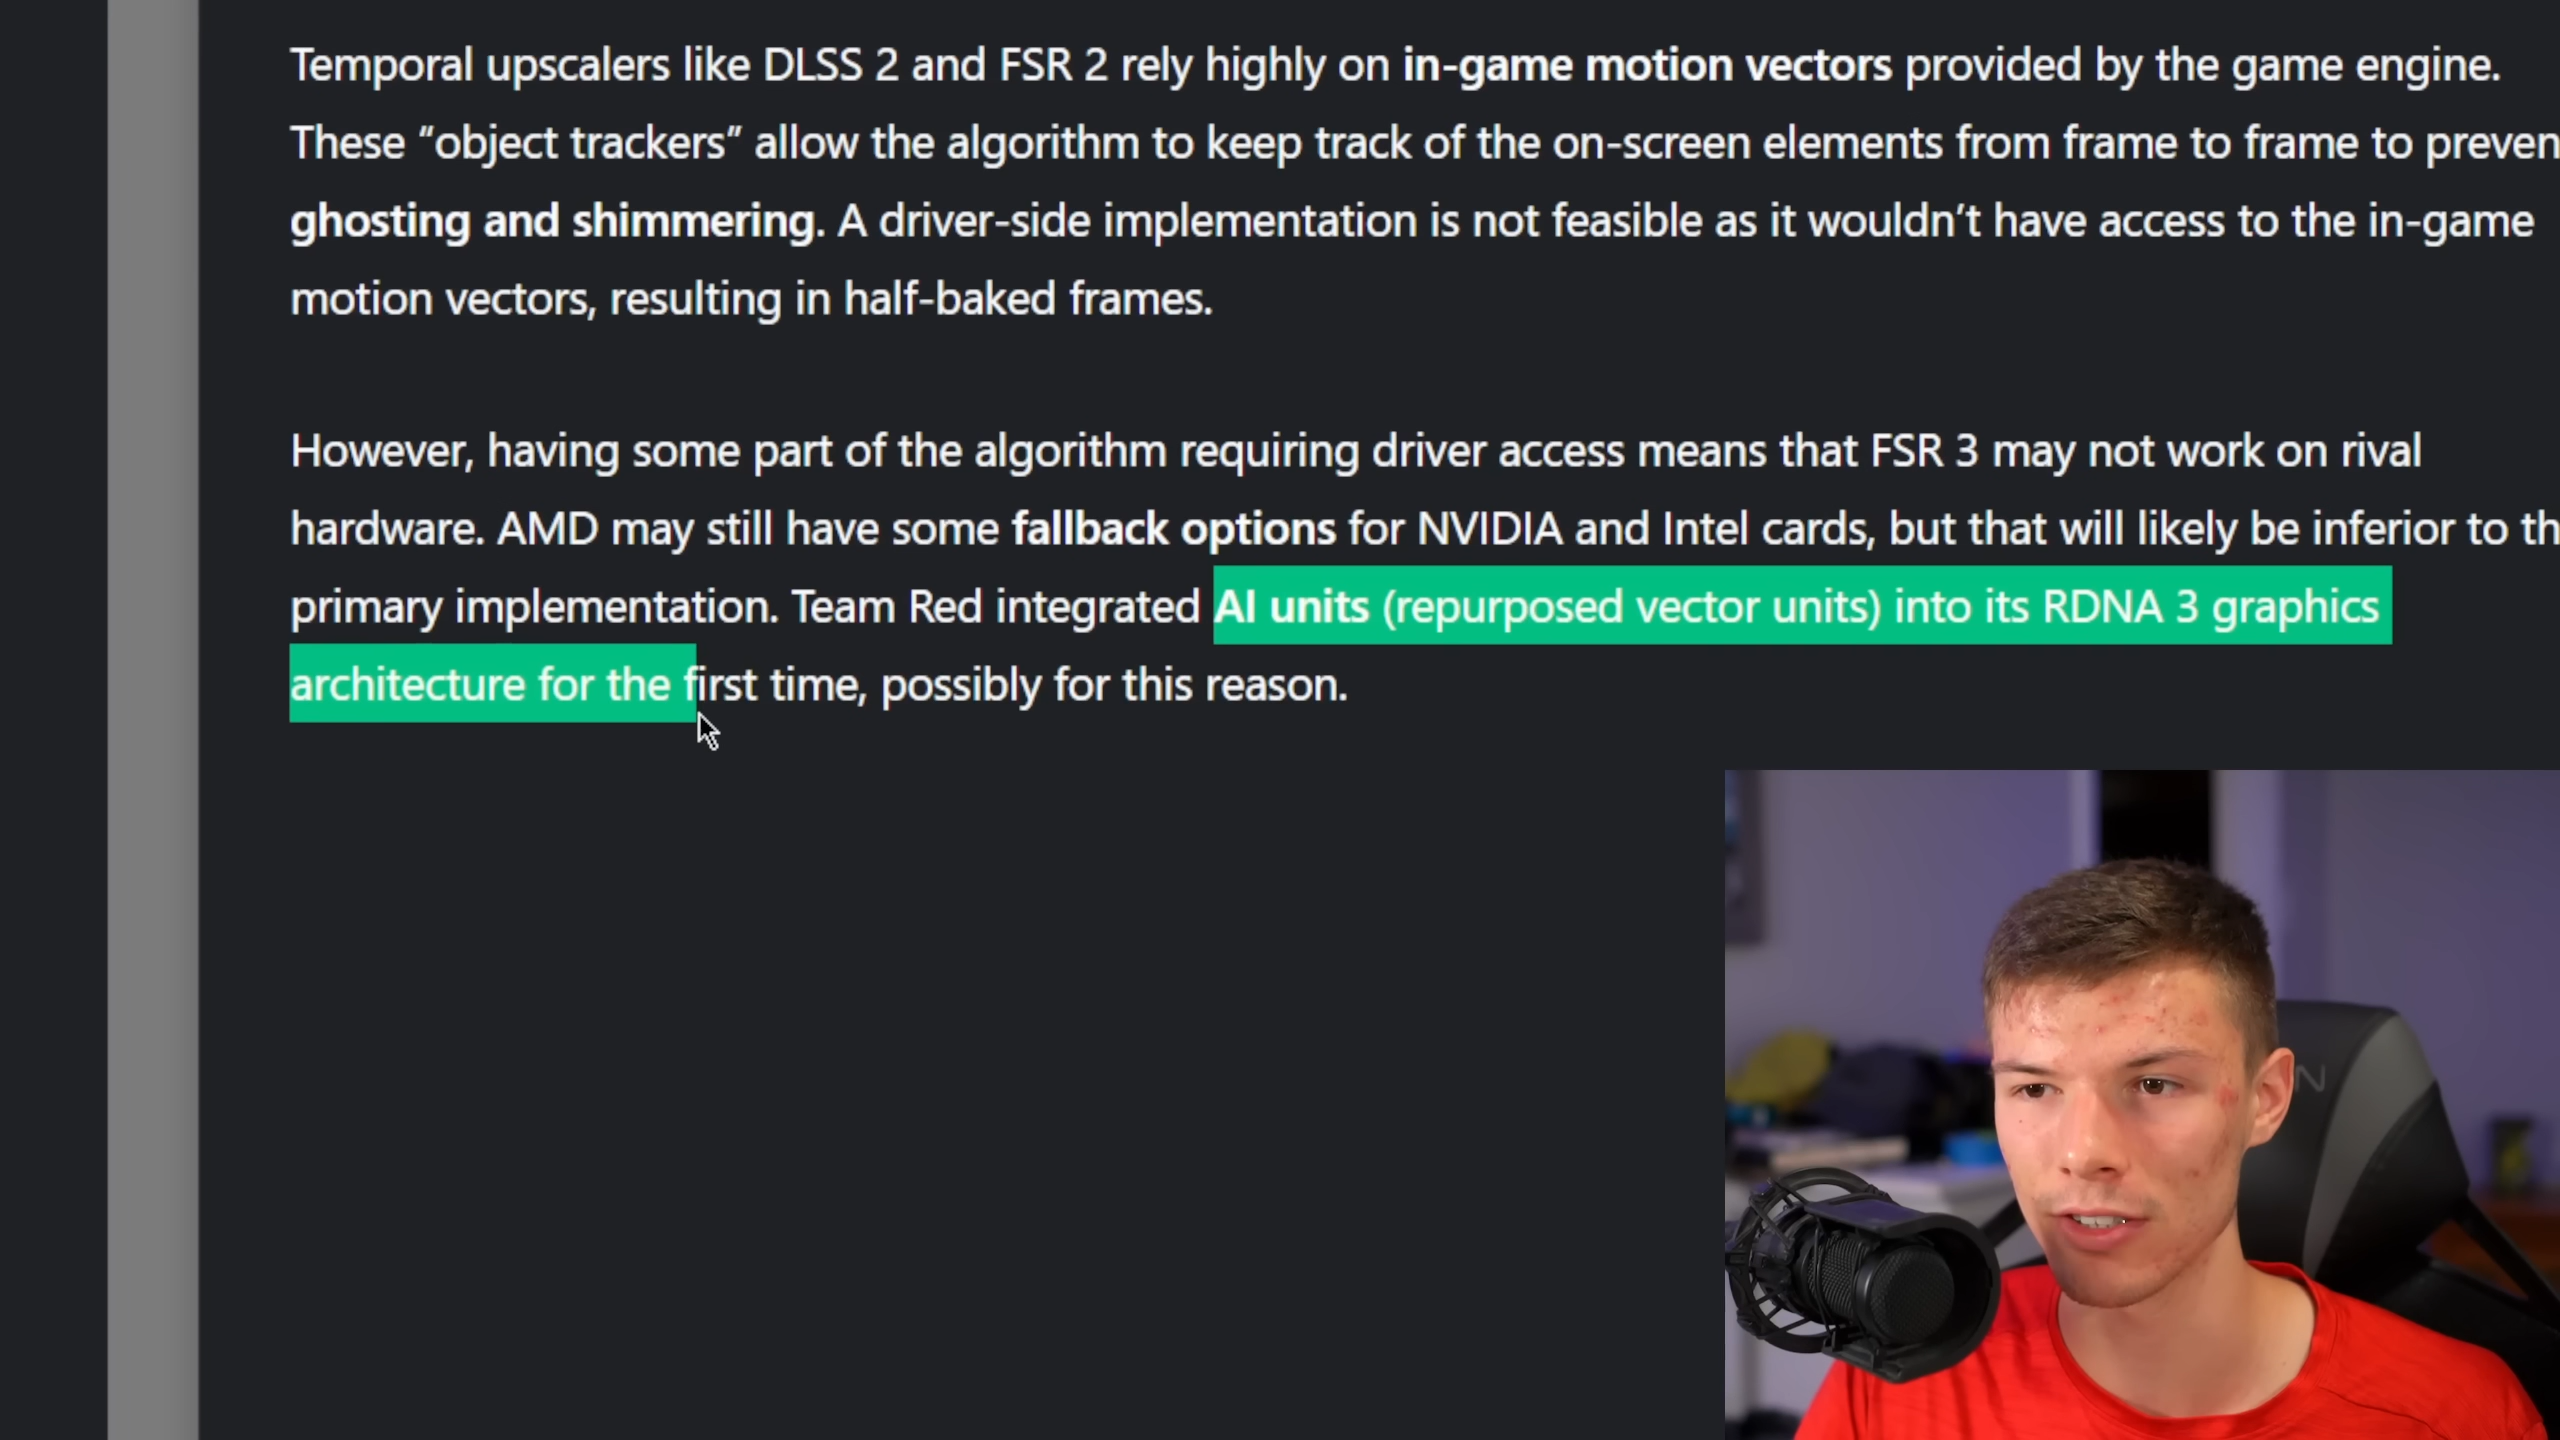 Temporal upscalers like DLSS 2 and FSR 2 rely highly on in-game motion vectors provided by the game engine.
These “object trackers” allow the algorithm to keep track of the on-screen elements from frame to frame to preven
ghosting and shimmering. A driver-side implementation is not feasible as it wouldn’t have access to the in-game
motion vectors, resulting in half-baked frames.
However, having some part of the algorithm requiring driver access means that FSR 3 may not work on rival
hardware. AMD may still have some fallback options for NVIDIA and Intel cards, but that will likely be inferior to th
primary implementation. Team Red integrated AI units (repurposed vector units) into its RDNA 3 graphics
architecture for the first time, possibly for this reason.